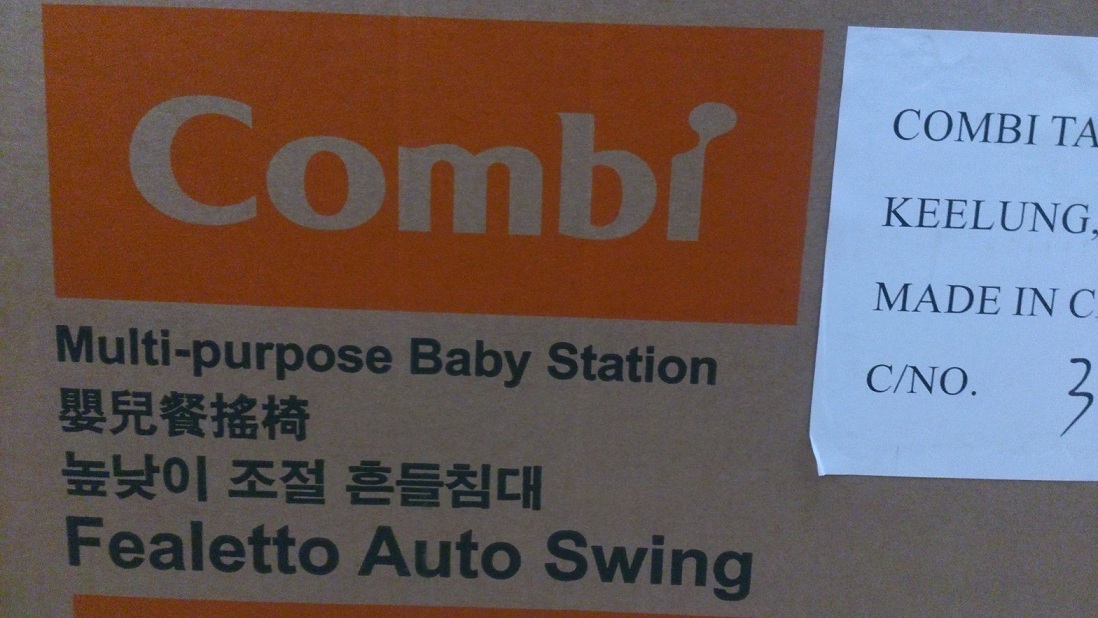 Combi
Multi-purpose Baby Station
嬰兒餐搖椅
높낮이 조절 흔들침대
Fealetto Auto Swing
COMBI TA
KEELUNG,
MADE IN C
C/NO. 3